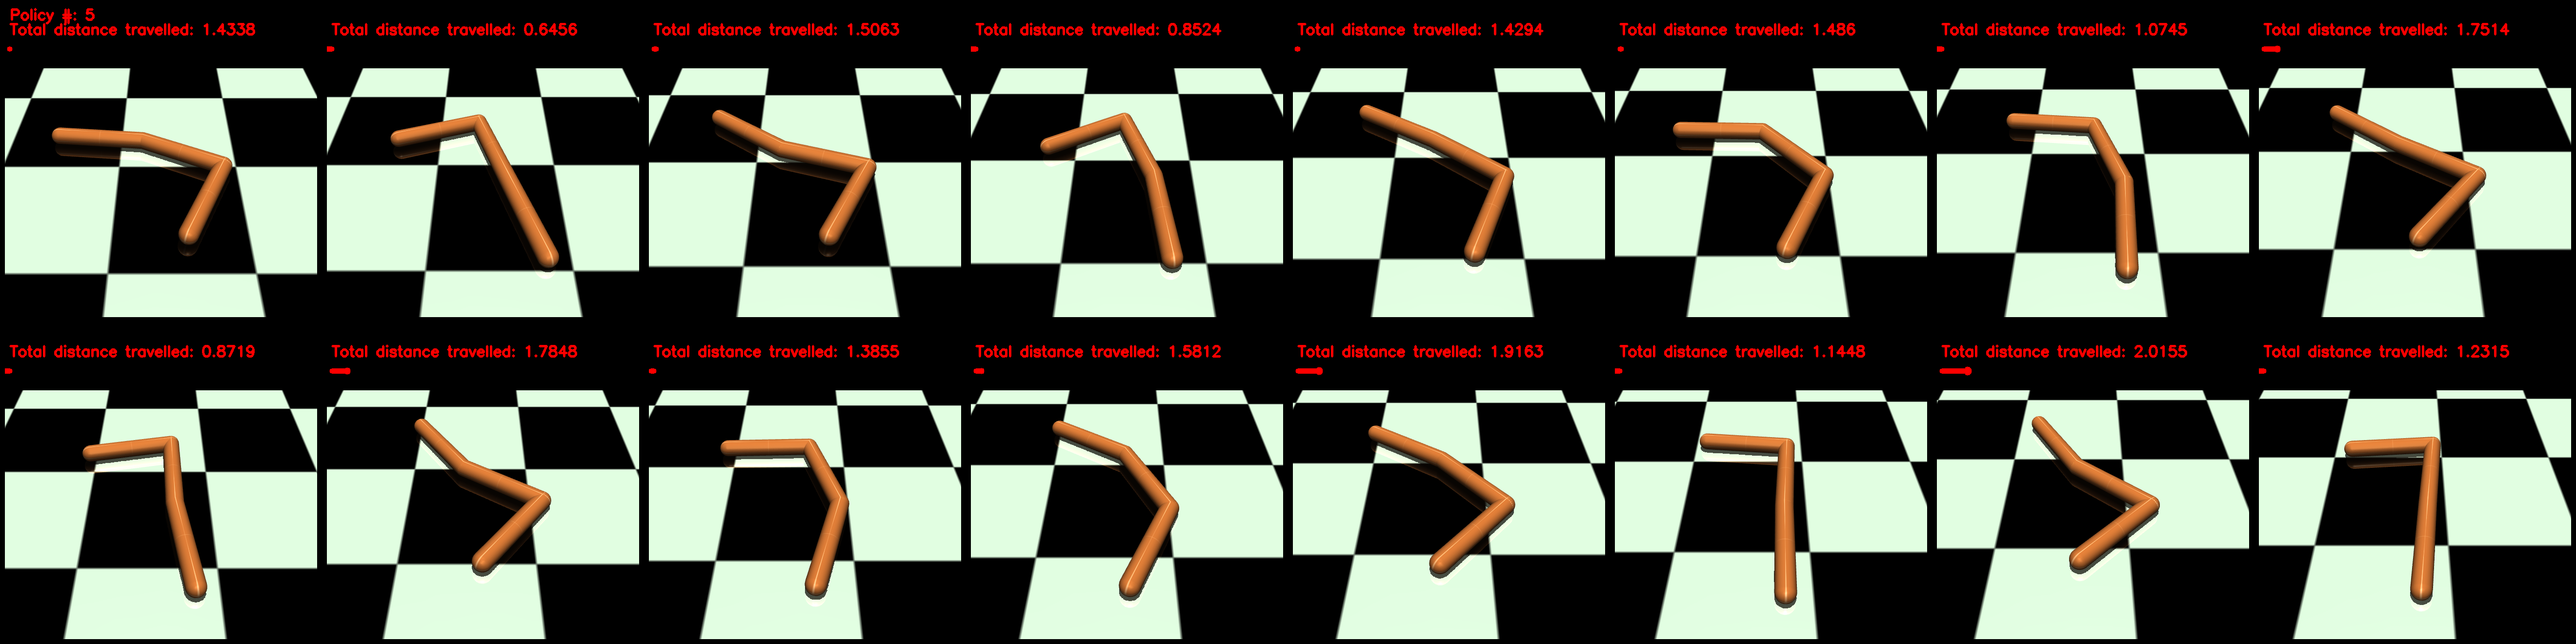 Policy #: 5
Total distance travelled: 1.4338
Total distance travelled: 0.6456
Total distance travelled: 1.5063
Total distance travelled: 0.8524
Total distance travelled: 1.4294
Total distance travelled: 1.486
Total distance travelled: 1.0745
Total distance travelled: 1.7514
Total distance travelled: 0.8719
Total distance travelled: 1.7848
Total distance travelled: 1.3855
Total distance travelled: 1.5812
Total distance travelled: 1.9163
Total distance travelled: 1.1448
Total distance travelled: 2.0155
Total distance travelled: 1.2315